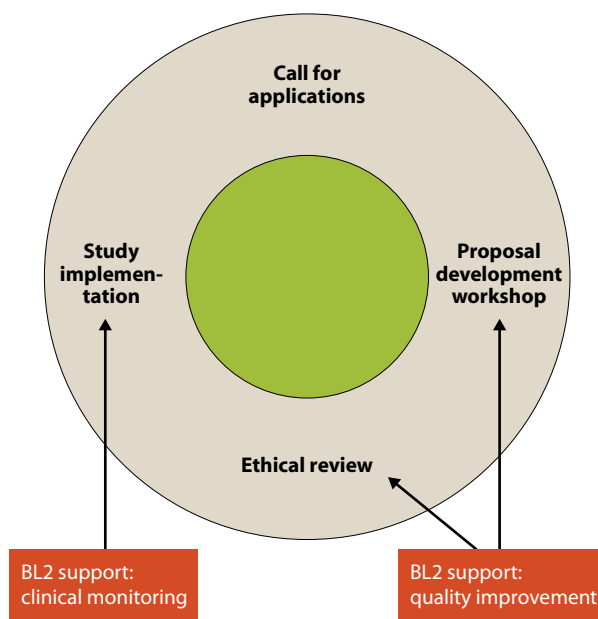 Call for
applications
Study
implemen-
tation
Proposal
development
workshop
Ethical review
BL2 support:
clinical monitoring
BL2 support:
quality improvement